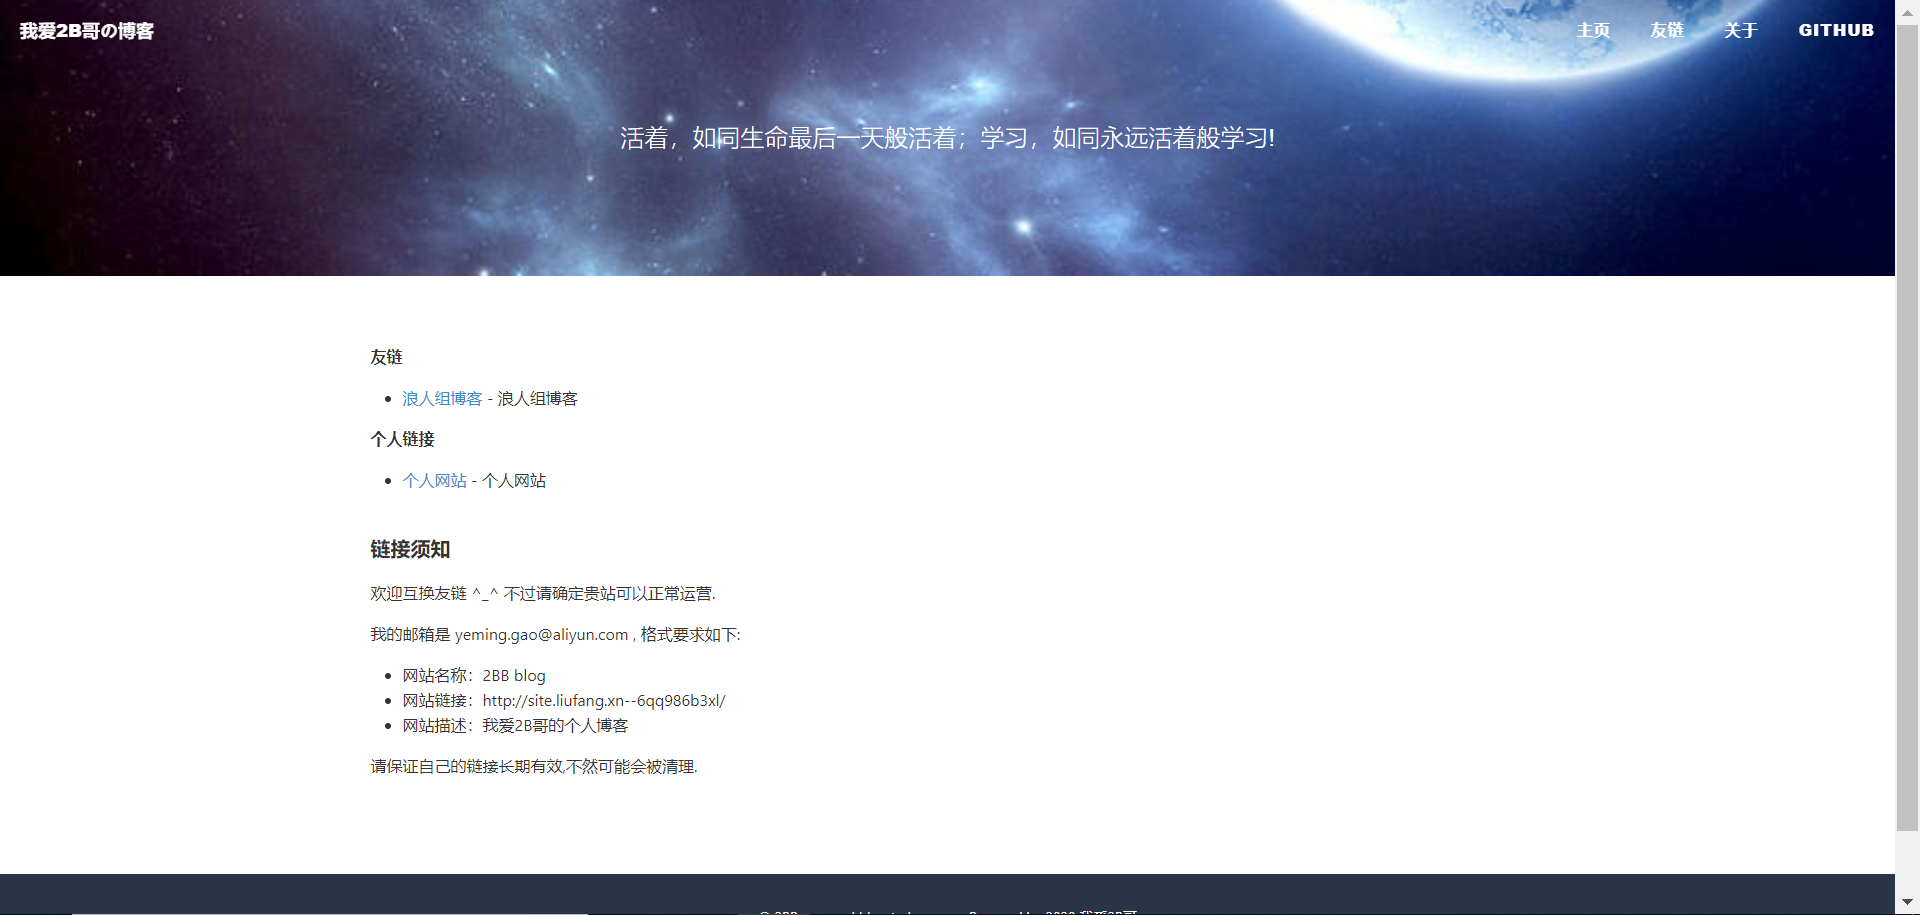 我爱2B哥の博客
主页 友链 关于 GITHUB
活着，如同生命最后一天般活着；学习，如同永远活着般学习!
友链
浪人组博客 - 浪人组博客
个人链接
个人网站 - 个人网站
链接须知
欢迎互换友链 ^_^ 不过请确定贵站可以正常运营.
我的邮箱是 yeming.gao@aliyun.com , 格式要求如下:
网站名称：2BB blog
网站链接：http://site.liufang.xn--6qq986b3xl/
网站描述：我爱2B哥的个人博客
请保证自己的链接长期有效,不然可能会被清理.